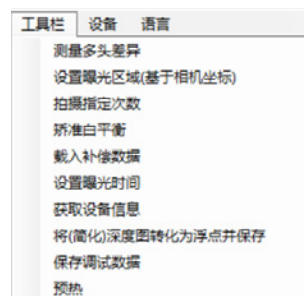 工具栏 设备 语言
测量多头差异
设置曝光区域(基于相机坐标)
拍摄指定次数
矫准白平衡
载入补偿数据
设置曝光时间
获取设备信息
将(简化)深度图转化为浮点并保存
保存调试数据
预热